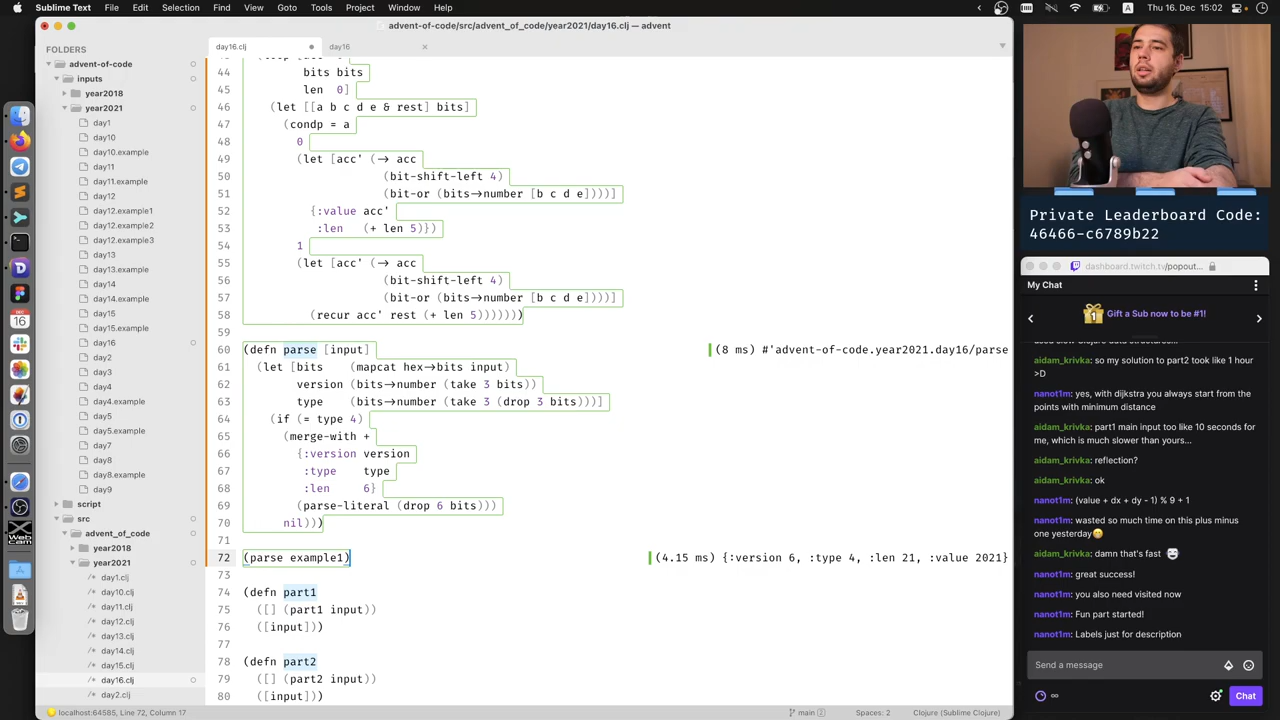 Sublime Text File Edit Selection Find View Goto Tools Project Window Help
Thu 16. Dec 15:02
advent-of-code/src/advent_of_code/year2021/day16.clj — advent
FOLDERS
advent-of-code
inputs
year2018
year2021
day1
day10
day10.example
day11
day11.example
day12
day12.example1
day12.example2
day12.example3
day13
day13.example
day14
day14.example
day15
day15.example
day16
day2
day3
day4
day4.example
day5
day5.example
day7
day8
day8.example
day9
script
src
advent_of_code
year2018
year2021
day1.clj
day10.clj
day11.clj
day12.clj
day13.clj
day14.clj
day15.clj
day16.clj
day2.clj
day16.clj
day16
44 bits bits
45 len 0]
46 (let [[a b c d e & rest] bits]
47 (condp = a
48 0
49 (let [acc' (-> acc
50 (bit-shift-left 4)
51 (bit-or (bits->number [b c d e])))]
52 {:value acc'
53 :len (+ len 5)})
54 1
55 (let [acc' (-> acc
56 (bit-shift-left 4)
57 (bit-or (bits->number [b c d e])))]
58 (recur acc' rest (+ len 5))))))
59
60 (defn parse [input] (8 ms) #'advent-of-code.year2021.day16/parse
61 (let [bits (mapcat hex->bits input)
62 version (bits->number (take 3 bits))
63 type (bits->number (take 3 (drop 3 bits)))]
64 (if (= type 4)
65 (merge-with +
66 {:version version
67 :type type
68 :len 6}
69 (parse-literal (drop 6 bits)))
70 nil)))
71
72 (parse example1) (4.15 ms) {:version 6, :type 4, :len 21, :value 2021}
73
74 (defn part1
75 ([] (part1 input))
76 ([input]))
77
78 (defn part2
79 ([] (part2 input))
80 ([input]))
localhost:64585, Line 72, Column 17
main 2
Spaces: 2
Clojure (Sublime Clojure)
Private Leaderboard Code:
46466-c6789b22
dashboard.twitch.tv/popout...
My Chat
Gift a Sub now to be #1!
used slow Clojure data structures...
aidam_krivka: so my solution to part2 took like 1 hour
>D
nanot1m: yes, with dijkstra you always start from the
points with minimum distance
aidam_krivka: part1 main input too like 10 seconds for
me, which is much slower than yours...
aidam_krivka: reflection?
aidam_krivka: ok
nanot1m: (value + dx + dy - 1) % 9 + 1
nanot1m: wasted so much time on this plus minus
one yesterday
aidam_krivka: damn that's fast
nanot1m: great success!
nanot1m: you also need visited now
nanot1m: Fun part started!
nanot1m: Labels just for description
Send a message
Chat